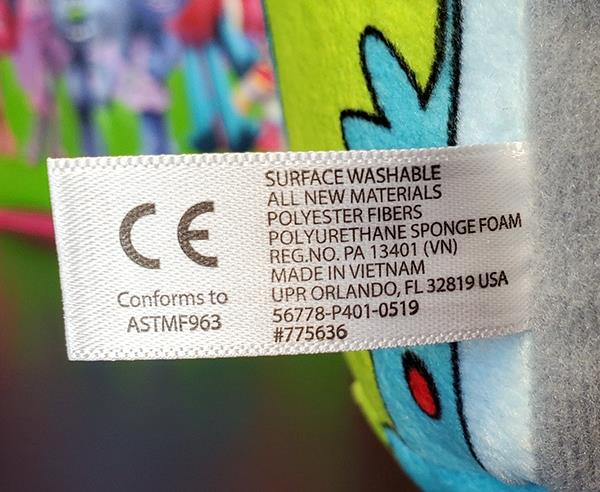 CE
Conforms to
ASTMF963
SURFACE WASHABLE
ALL NEW MATERIALS
POLYESTER FIBERS
POLYURETHANE SPONGE FOAM
REG.NO. PA 13401 (VN)
MADE IN VIETNAM
UPR ORLANDO, FL 32819 USA
56778-P401-0519
#775636